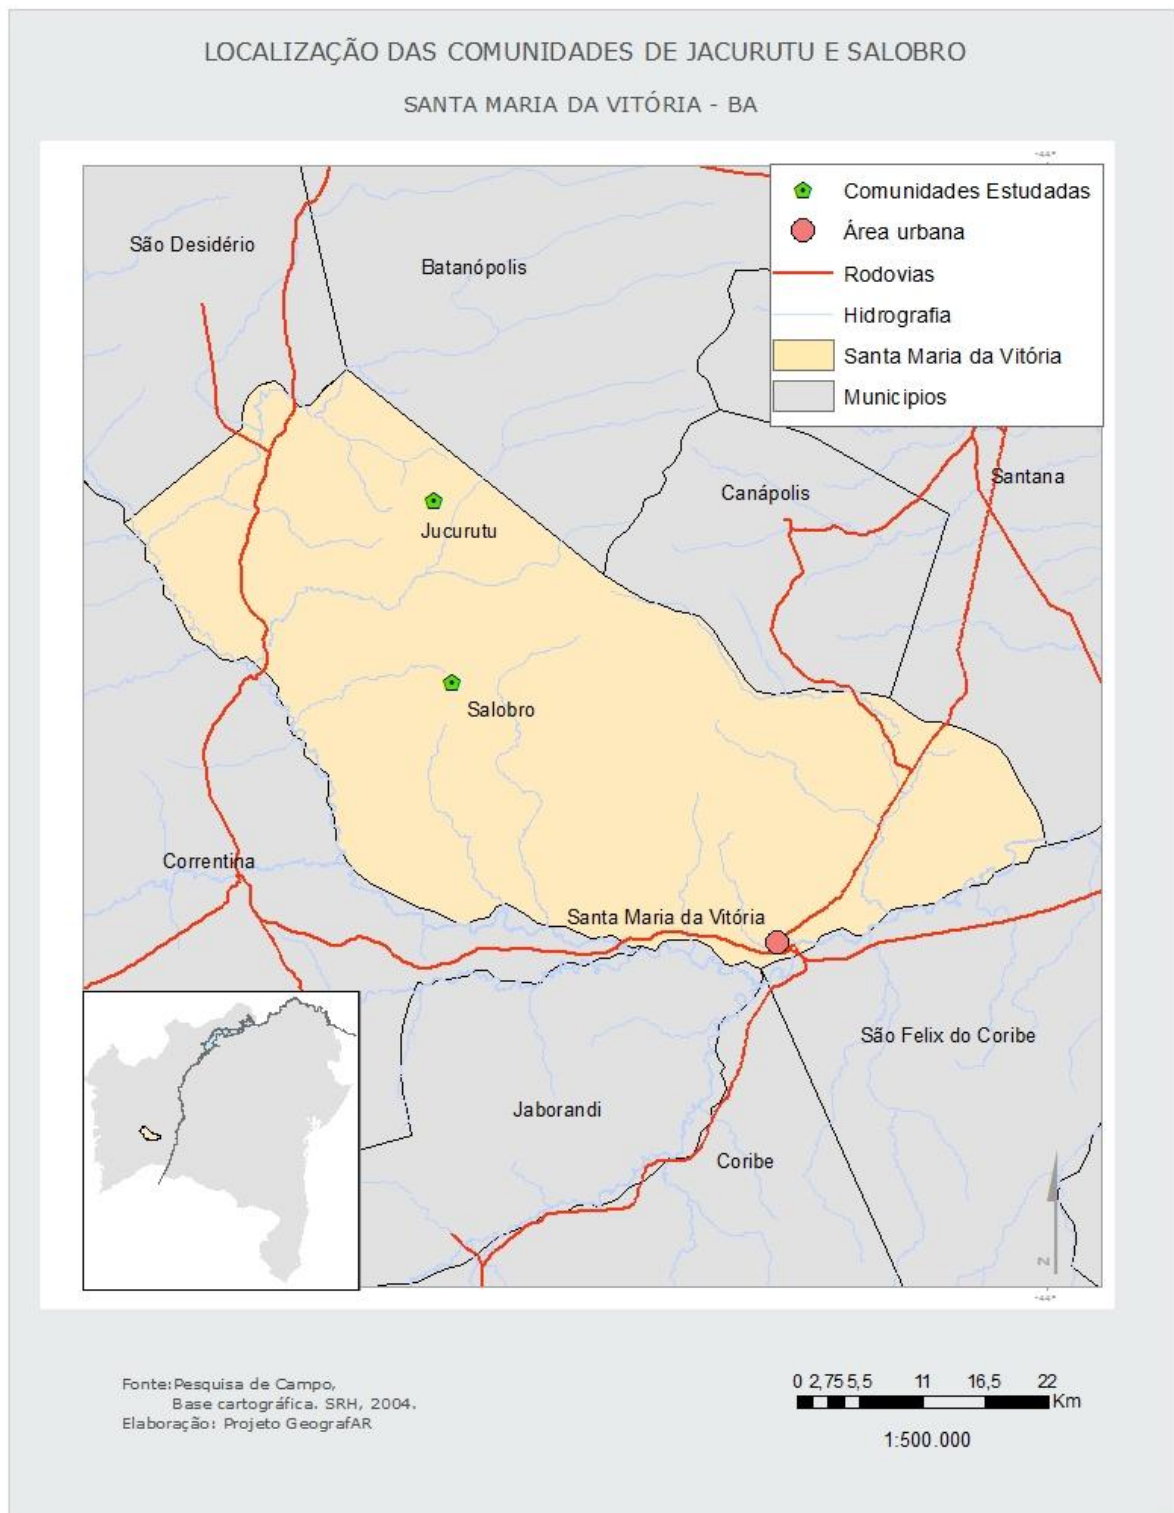 LOCALIZAÇÃO DAS COMUNIDADES DE JACURUTU E SALOBRO
SANTA MARIA DA VITÓRIA - BA
-44°
Comunidades Estudadas
Área urbana
Rodovias
Hidrografia
Santa Maria da Vitória
Municipios
São Desidério
Batanópolis
Canápolis
Santana
Jucurutu
Salobro
Correntina
Santa Maria da Vitória
São Felix do Coribe
Jaborandi
Coribe
N
-44°
Fonte:Pesquisa de Campo,
Base cartográfica. SRH, 2004.
Elaboração: Projeto GeografAR
0 2,75 5,5 11 16,5 22
Km
1:500.000